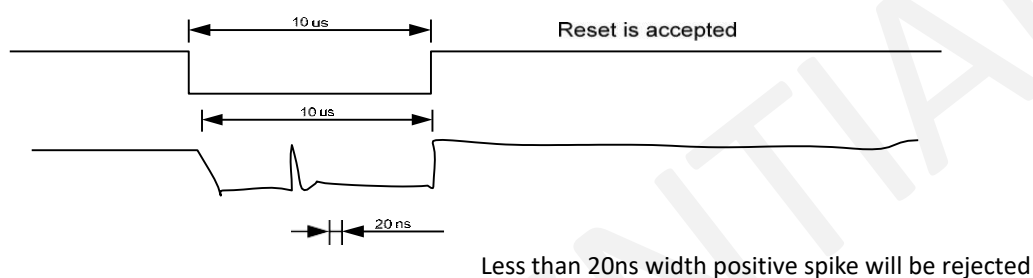 10 us
Reset is accepted
10 us
20 ns
Less than 20ns width positive spike will be rejected